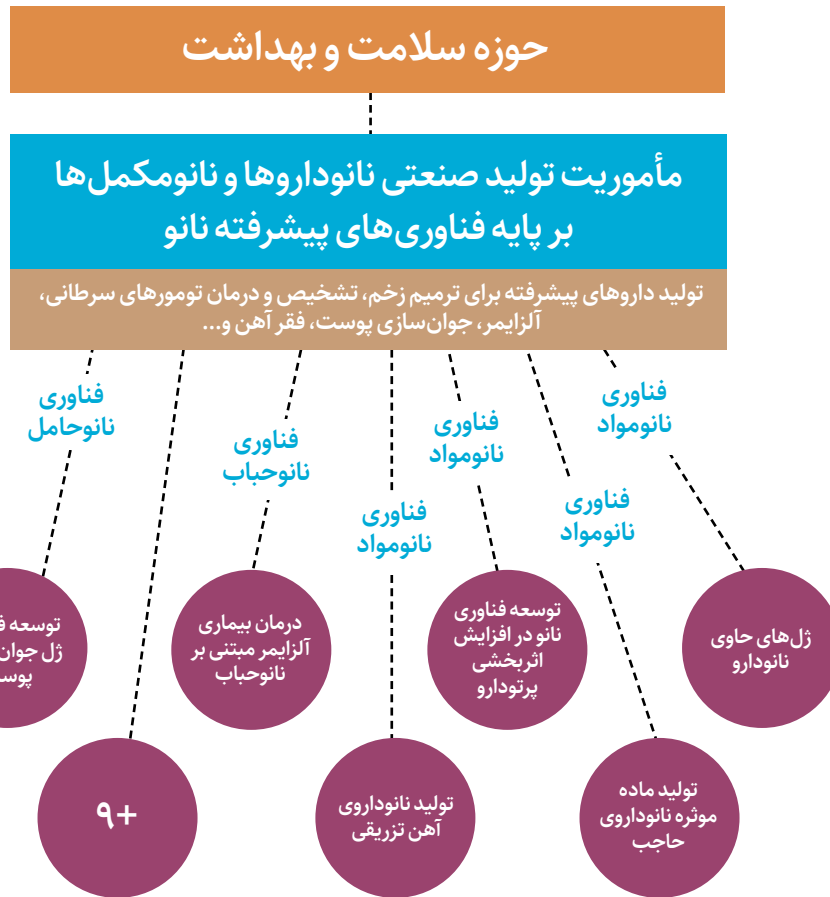 حوزه سلامت و بهداشت
مأموریت تولید صنعتی نانوداروها و نانومکمل‌ها
بر پایه فناوری‌های پیشرفته نانو
تولید داروهای پیشرفته برای ترمیم زخم، تشخیص و درمان تومورهای سرطانی،
آلزایمر، جوان‌سازی پوست، فقر آهن و...
فناوری
نانومواد
فناوری
نانومواد
فناوری
نانومواد
فناوری
نانومواد
فناوری
نانوحباب
فناوری
نانوحامل
ژل‌های حاوی
نانودارو
تولید ماده
موثره نانوداروی
حاجب
توسعه فناوری
نانو در افزایش
اثربخشی
پرتودارو
تولید نانوداروی
آهن تزریقی
درمان بیماری
آلزایمر مبتنی بر
نانوحباب
+۹
توسعه
ژل